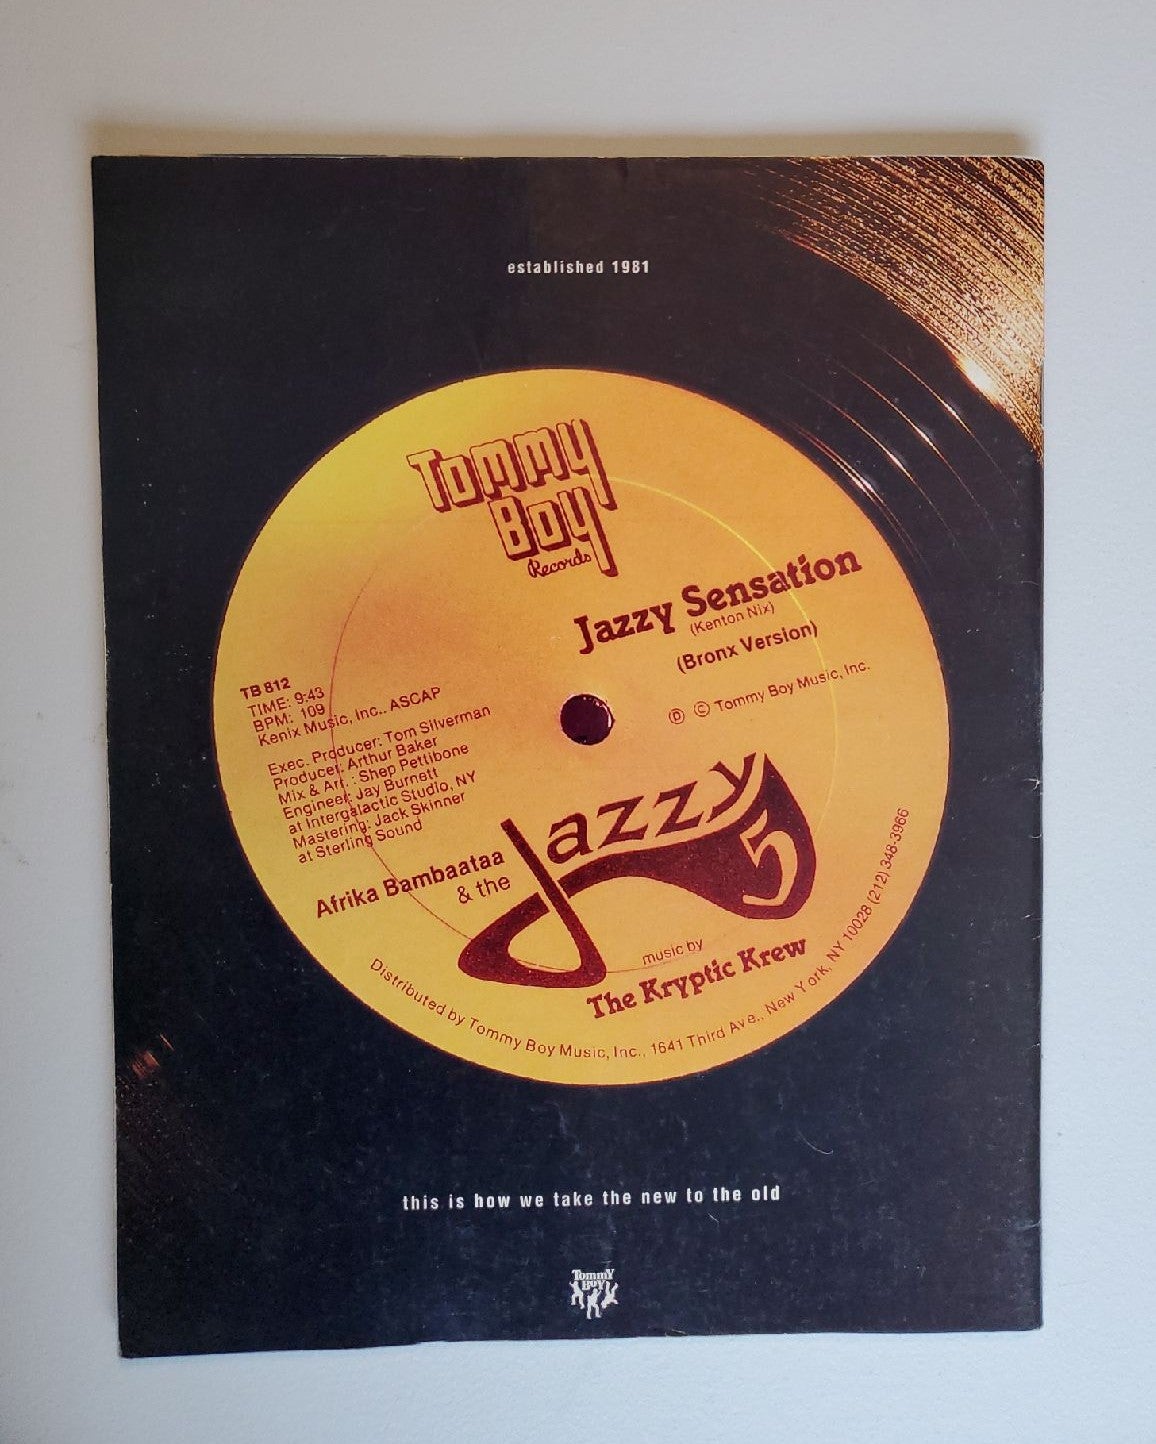 established 1981
Tommy
Boy
Records
Jazzy Sensation
(Kenton Nix)
(Bronx Version)
Ⓟ Ⓒ Tommy Boy Music, Inc.
TB 812
TIME: 9:43
BPM: 109
Kenix Music, Inc.. ASCAP
Exec. Producer: Tom Silverman
Producer: Arthur Baker
Mix & Arr. : Shep Pettibone
Engineer: Jay Burnett
at Intergalactic Studio, NY
Mastering: Jack Skinner
at Sterling Sound
Afrika Bambaataa
& the
Jazzy
5
music by
The Kryptic Krew
Distributed by Tommy Boy Music, Inc., 1641 Third Ave., New York, NY 10028 (212) 348-3966
this is how we take the new to the old
Tommy
Boy